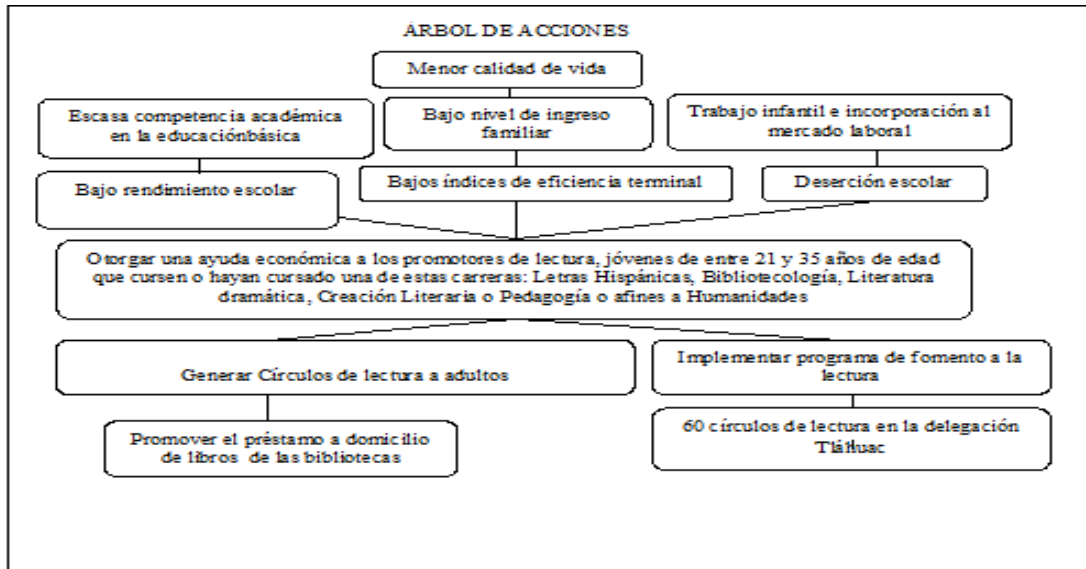 ÁRBOL DE ACCIONES
Menor calidad de vida
Escasa competencia académica
en la educaciónbásica
Bajo nivel de ingreso
familiar
Trabajo infantil e incorporación al
mercado laboral
Bajo rendimiento escolar
Bajos índices de eficiencia terminal
Deserción escolar
Otorgar una ayuda económica a los promotores de lectura, jóvenes de entre 21 y 35 años de edad
que cursen o hayan cursado una de estas carreras: Letras Hispánicas, Bibliotecología, Literatura
dramática, Creación Literaria o Pedagogía o afines a Humanidades
Generar Círculos de lectura a adultos
Implementar programa de fomento a la
lectura
Promover el préstamo a domicilio
de libros de las bibliotecas
60 círculos de lectura en la delegación